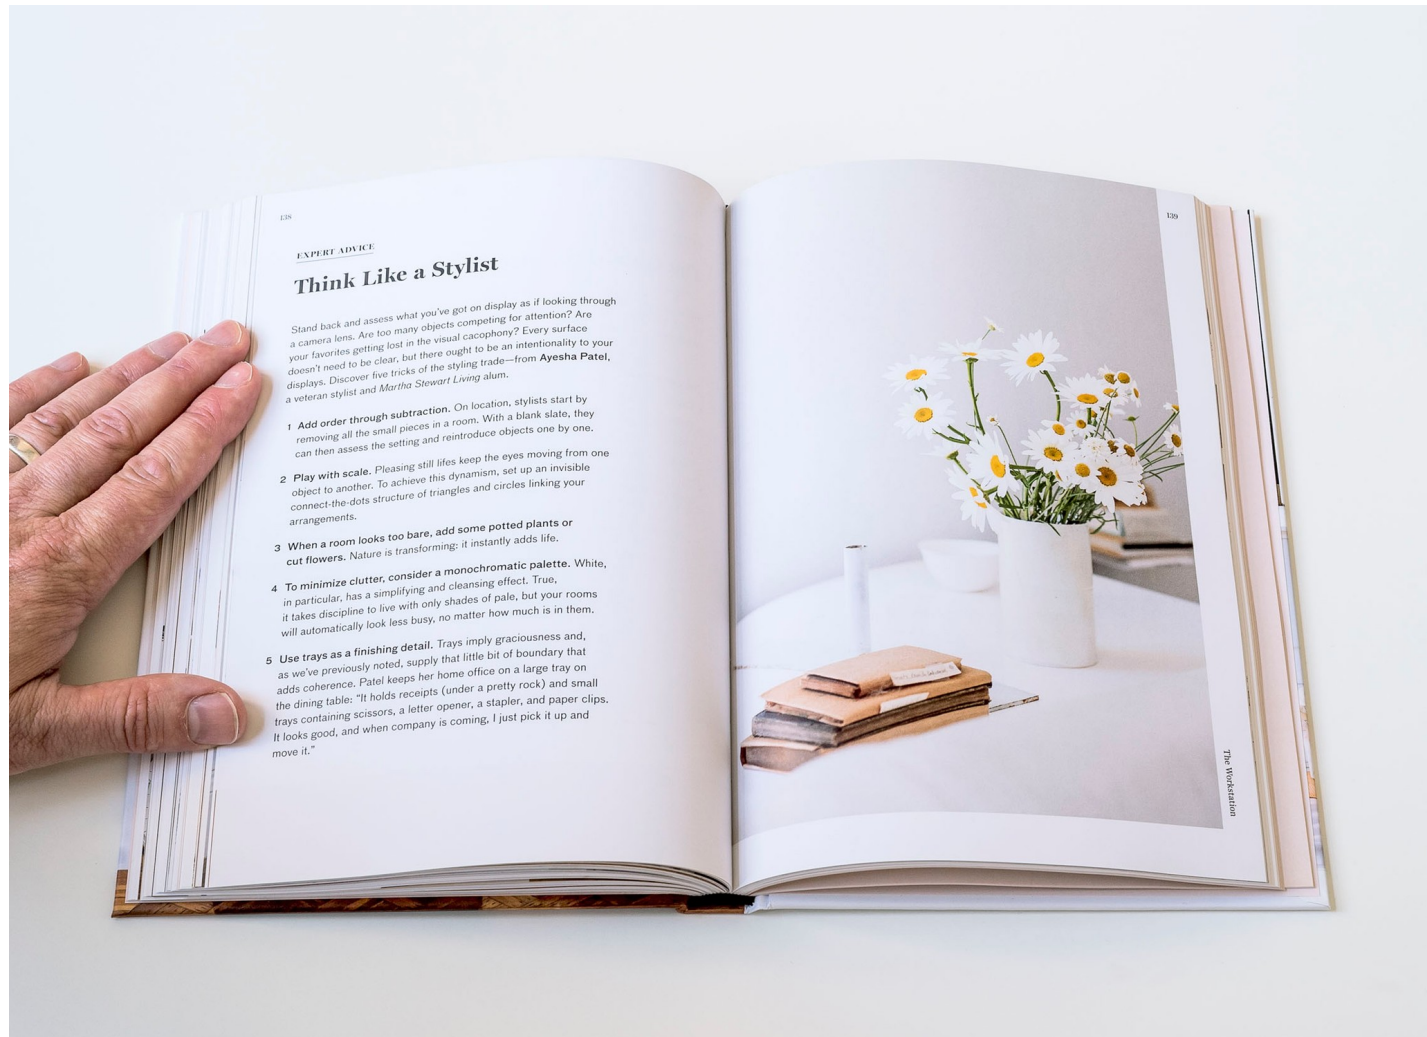 138
EXPERT ADVICE
Think Like a Stylist
Stand back and assess what you've got on display as if looking through
a camera lens. Are too many objects competing for attention? Are
your favorites getting lost in the visual cacophony? Every surface
doesn't need to be clear, but there ought to be an intentionality to your
displays. Discover five tricks of the styling trade—from Ayesha Patel,
a veteran stylist and Martha Stewart Living alum.
1 Add order through subtraction. On location, stylists start by
removing all the small pieces in a room. With a blank slate, they
can then assess the setting and reintroduce objects one by one.
2 Play with scale. Pleasing still lifes keep the eyes moving from one
object to another. To achieve this dynamism, set up an invisible
connect-the-dots structure of triangles and circles linking your
arrangements.
3 When a room looks too bare, add some potted plants or
cut flowers. Nature is transforming: it instantly adds life.
4 To minimize clutter, consider a monochromatic palette. White,
in particular, has a simplifying and cleansing effect. True,
it takes discipline to live with only shades of pale, but your rooms
will automatically look less busy, no matter how much is in them.
5 Use trays as a finishing detail. Trays imply graciousness and,
as we've previously noted, supply that little bit of boundary that
adds coherence. Patel keeps her home office on a large tray on
the dining table: “It holds receipts (under a pretty rock) and small
trays containing scissors, a letter opener, a stapler, and paper clips.
It looks good, and when company is coming, I just pick it up and
move it.”
139
The Workstation